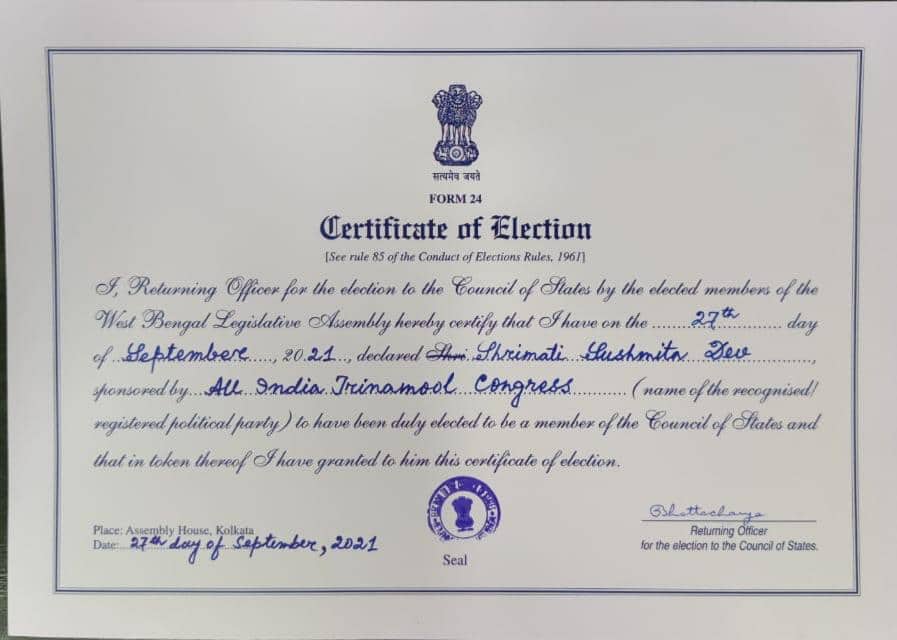 सत्यमेव जयते
FORM 24
Certificate of Election
[See rule 85 of the Conduct of Elections Rules, 1961]
I, Returning Officer for the election to the Council of States by the elected members of the
West Bengal Legislative Assembly hereby certify that I have on the ........27th............ day
of September....., 2021..., declared Shri Shrimati Sushmita Dev..........,
sponsored by...All India Trinamool Congress............ (name of the recognised/
registered political party) to have been duly elected to be a member of the Council of States and
that in token thereof I have granted to him this certificate of election.
Place: Assembly House, Kolkata
Date:...27th day of September, 2021
Seal
Bhattacharya
Returning Officer
for the election to the Council of States.